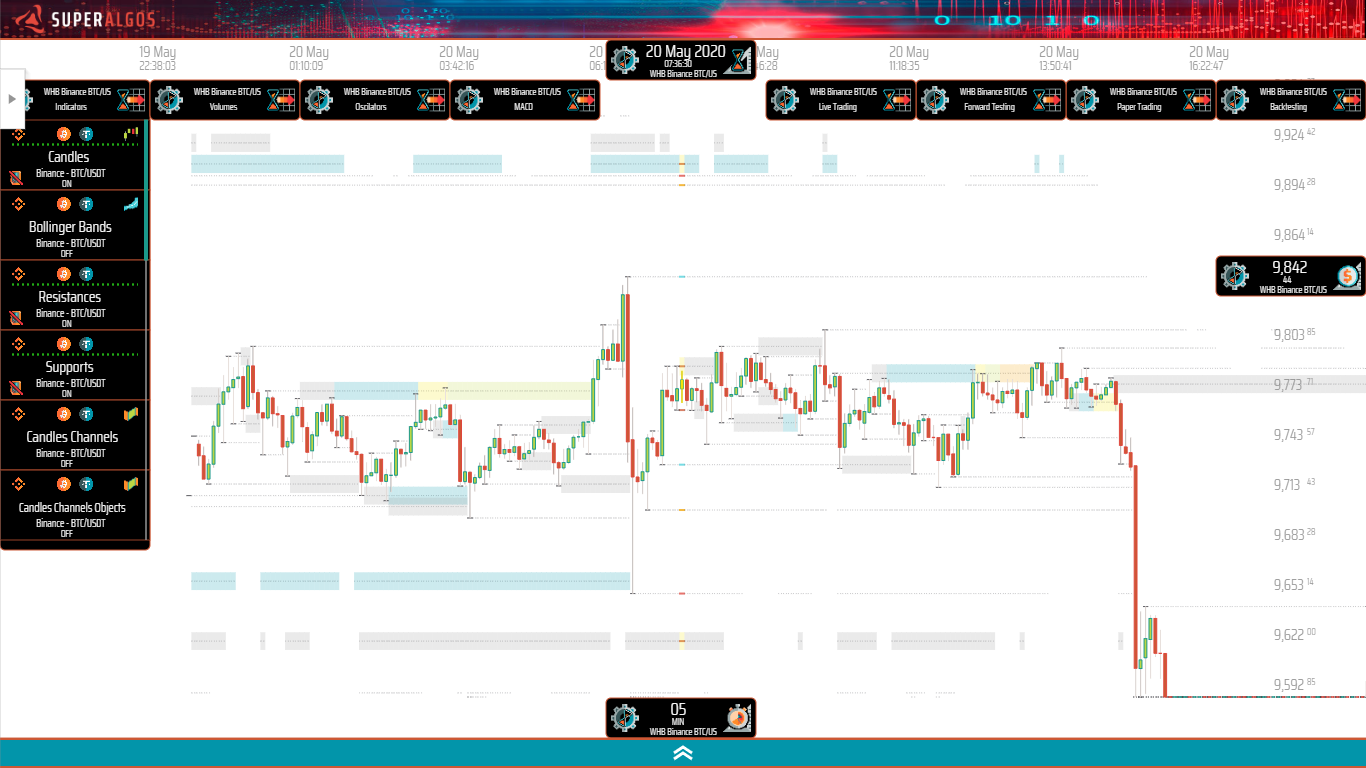 SUPERALGOS
0 10 1 0
19 May
22:38:03
20 May
01:10:09
20 May
03:42:16
20
20 May 2020
07:36:30
WHB Binance BTC/US
May
20 May
11:18:35
20 May
13:50:41
20 May
16:22:47
WHB Binance BTC/US
Indicators
WHB Binance BTC/US
Volumes
WHB Binance BTC/US
Oscilators
WHB Binance BTC/US
MACD
WHB Binance BTC/US
Live Trading
WHB Binance BTC/US
Forward Testing
WHB Binance BTC/US
Paper Trading
WHB Binance BTC/US
Backtesting
Candles
Binance - BTC/USDT
ON
Bollinger Bands
Binance - BTC/USDT
OFF
Resistances
Binance - BTC/USDT
ON
Supports
Binance - BTC/USDT
ON
Candles Channels
Binance - BTC/USDT
OFF
Candles Channels Objects
Binance - BTC/USDT
OFF
9,924 42
9,894 28
9,864 14
9,842
44
WHB Binance BTC/US
9,803 85
9,773 71
9,743 57
9,713 43
9,683 28
9,653 14
9,622 00
9,592 85
05
MIN
WHB Binance BTC/US